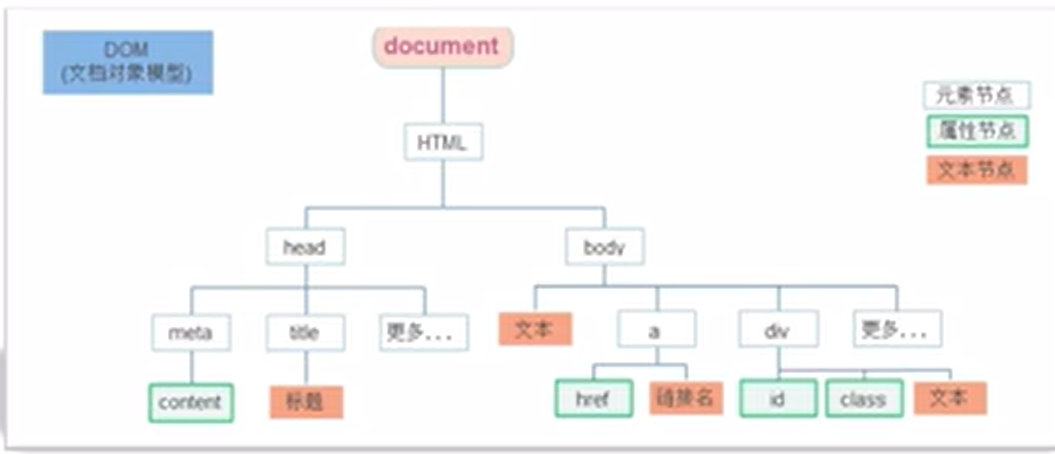 DOM
(文档对象模型)
document
HTML
元素节点
属性节点
文本节点
head
body
meta
title
更多...
文本
a
div
更多...
content
标题
href
链接名
id
class
文本